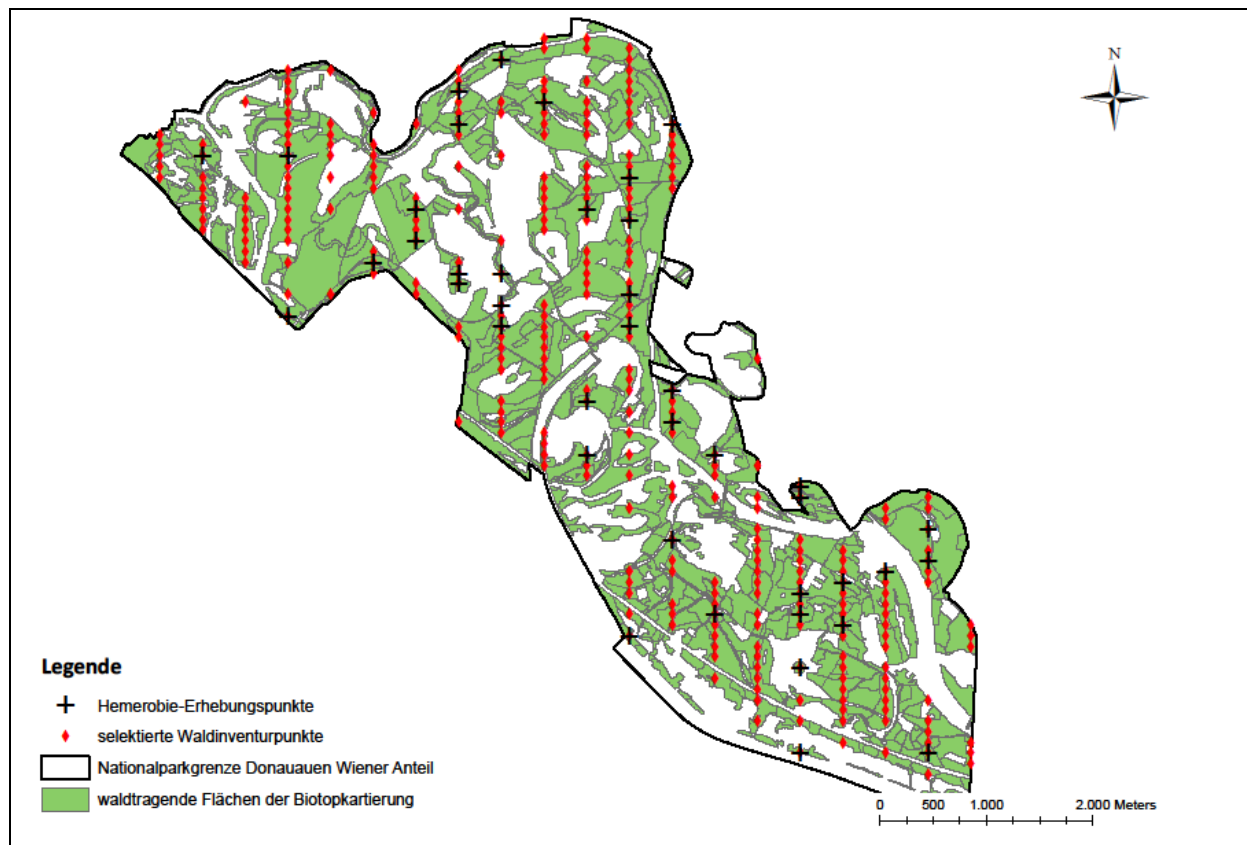 N
Legende
Hemerobie-Erhebungspunkte
selektierte Waldinventurpunkte
Nationalparkgrenze Donauauen Wiener Anteil
waldtragende Flächen der Biotopkartierung
0 500 1.000 2.000 Meters